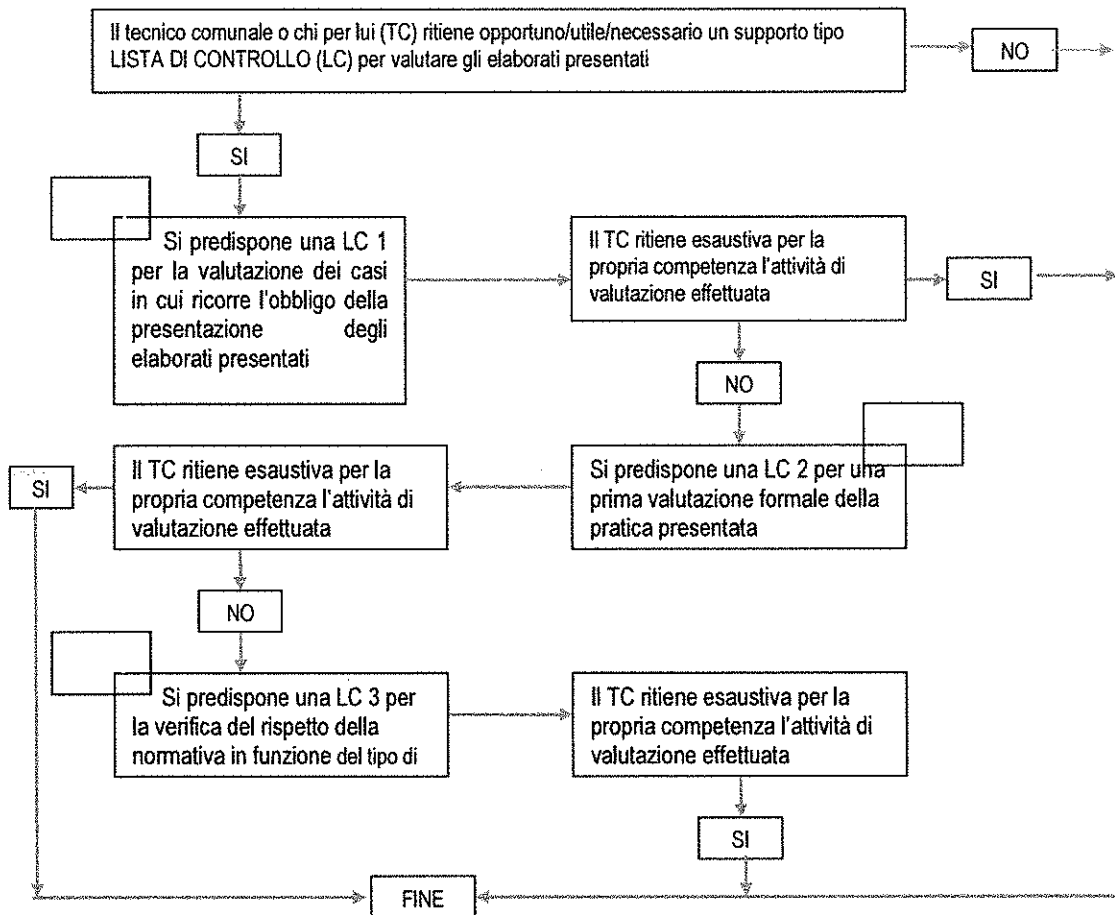 Il tecnico comunale o chi per lui (TC) ritiene opportuno/utile/necessario un supporto tipo
LISTA DI CONTROLLO (LC) per valutare gli elaborati presentati
NO
SI
Si predispone una LC 1
per la valutazione dei casi
in cui ricorre l'obbligo della
presentazione degli
elaborati presentati
Il TC ritiene esaustiva per la
propria competenza l'attività di
valutazione effettuata
SI
NO
Si predispone una LC 2 per una
prima valutazione formale della
pratica presentata
Il TC ritiene esaustiva per la
propria competenza l'attività di
valutazione effettuata
SI
NO
Si predispone una LC 3 per
la verifica del rispetto della
normativa in funzione del tipo di
Il TC ritiene esaustiva per la
propria competenza l'attività di
valutazione effettuata
SI
FINE